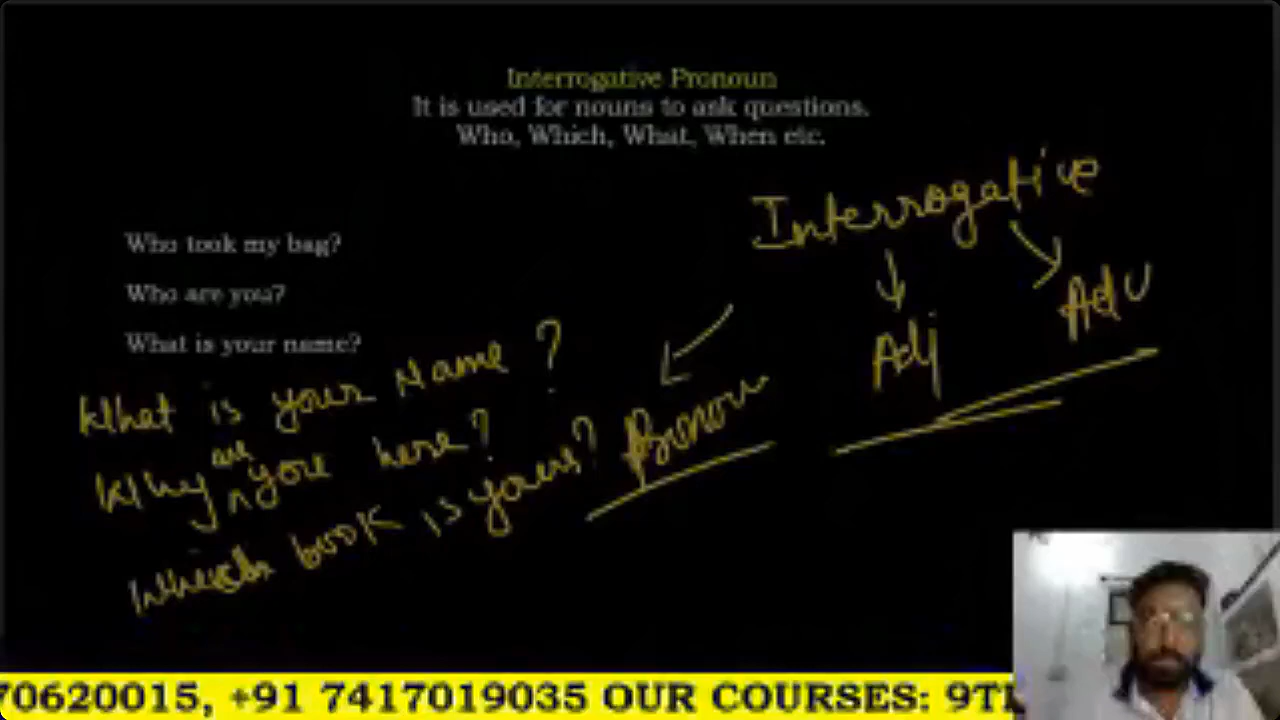 Interrogative Pronoun
It is used for nouns to ask questions.
Who, Which, What, When etc.
Interrogative
Who took my bag?
Who are you?
What is your name?
Adj
Adv
What is your Name ?
Why are you here?
Which book is yours?
70620015, +91 7417019035 OUR COURSES: 9T